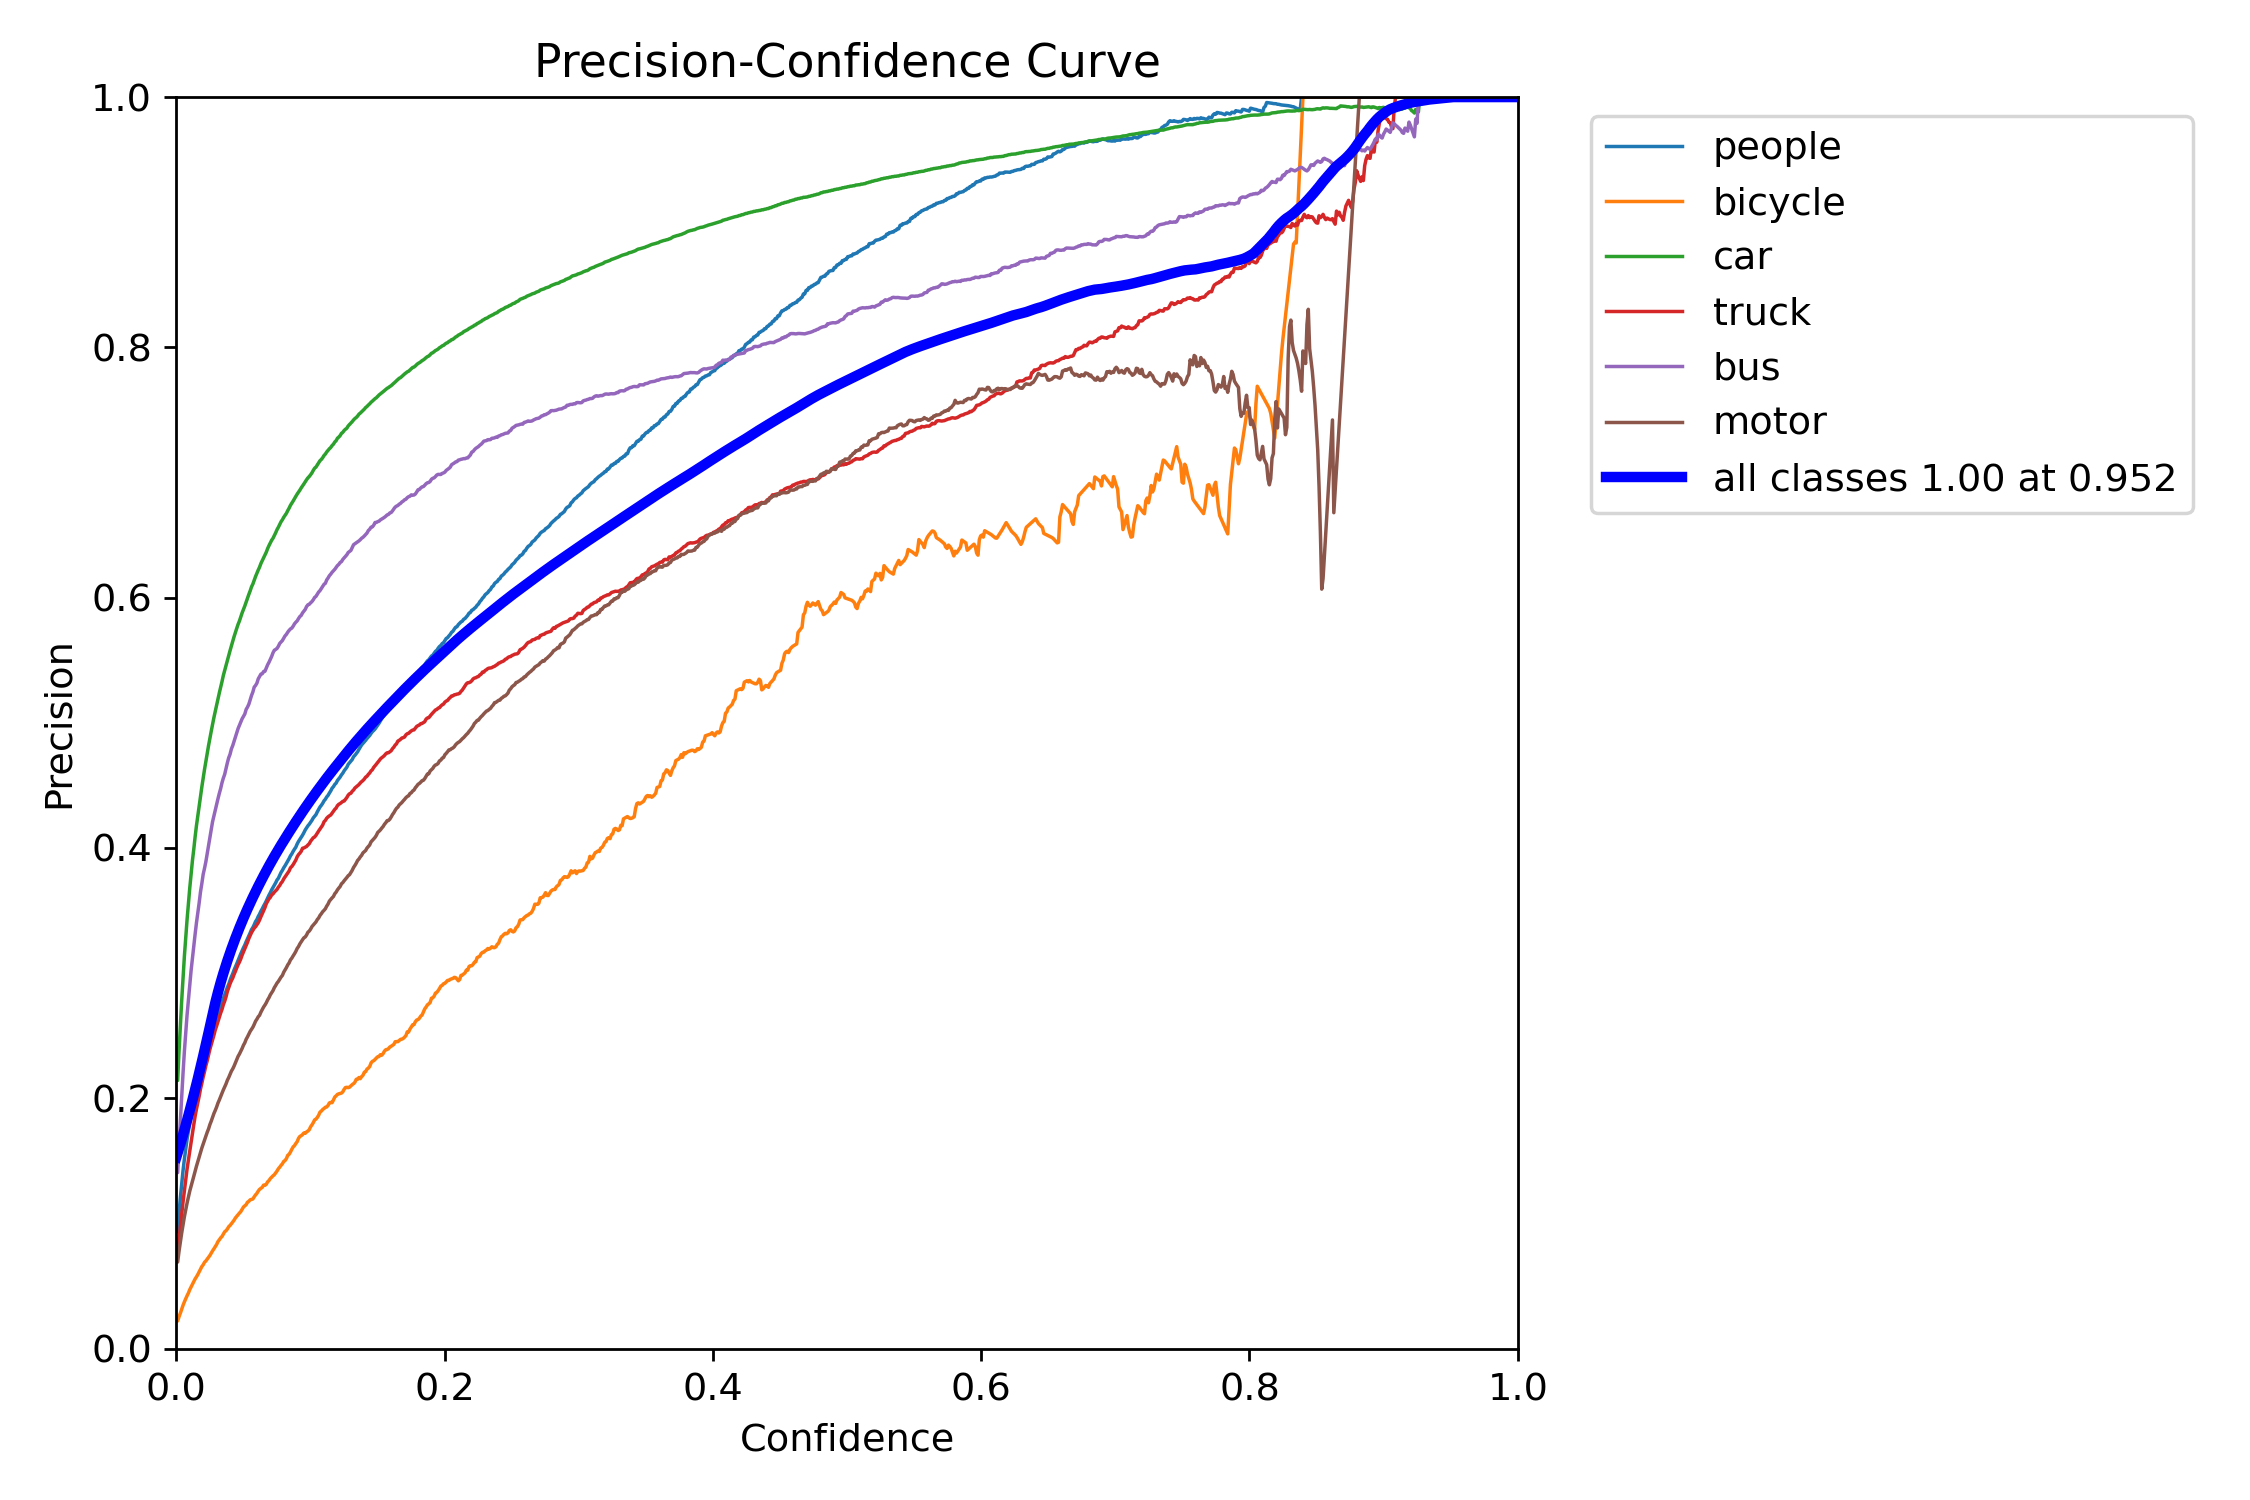 Precision-Confidence Curve
1.0
0.8
0.6
0.4
0.2
0.0
Precision
0.0 0.2 0.4 0.6 0.8 1.0
Confidence
people
bicycle
car
truck
bus
motor
all classes 1.00 at 0.952